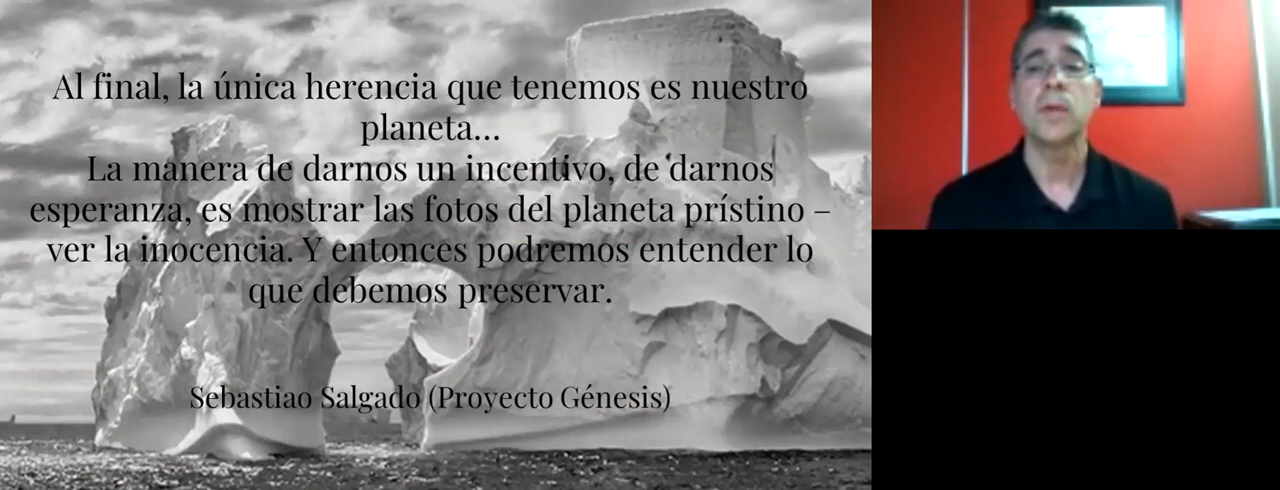 Al final, la única herencia que tenemos es nuestro
planeta...
La manera de darnos un incentivo, de darnos
esperanza, es mostrar las fotos del planeta prístino –
ver la inocencia. Y entonces podremos entender lo
que debemos preservar.
Sebastiao Salgado (Proyecto Génesis)